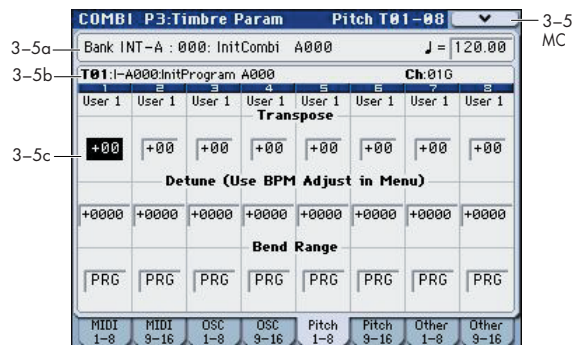 COMBI P3:Timbre Param Pitch T01-08
3-5
MC
3-5a
Bank INT-A : 000: InitCombi A000 ♩= 120.00
3-5b
T01:I-A000:InitProgram A000 Ch:01G
1 2 3 4 5 6 7 8
User 1 User 1 User 1 User 1 User 1 User 1 User 1 User 1
Transpose
3-5c
+00 +00 +00 +00 +00 +00 +00 +00
Detune (Use BPM Adjust in Menu)
+0000 +0000 +0000 +0000 +0000 +0000 +0000 +0000
Bend Range
PRG PRG PRG PRG PRG PRG PRG PRG
MIDI 1-8 MIDI 9-16 OSC 1-8 OSC 9-16 Pitch 1-8 Pitch 9-16 Other 1-8 Other 9-16